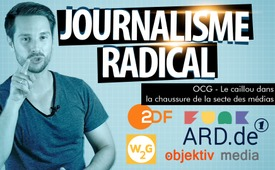 JOURNALISME
RADICAL
OCG - Le caillou dans
la chaussure de la secte des médias
ZDF
FUNK
ARD.de
W2G
objektiv media